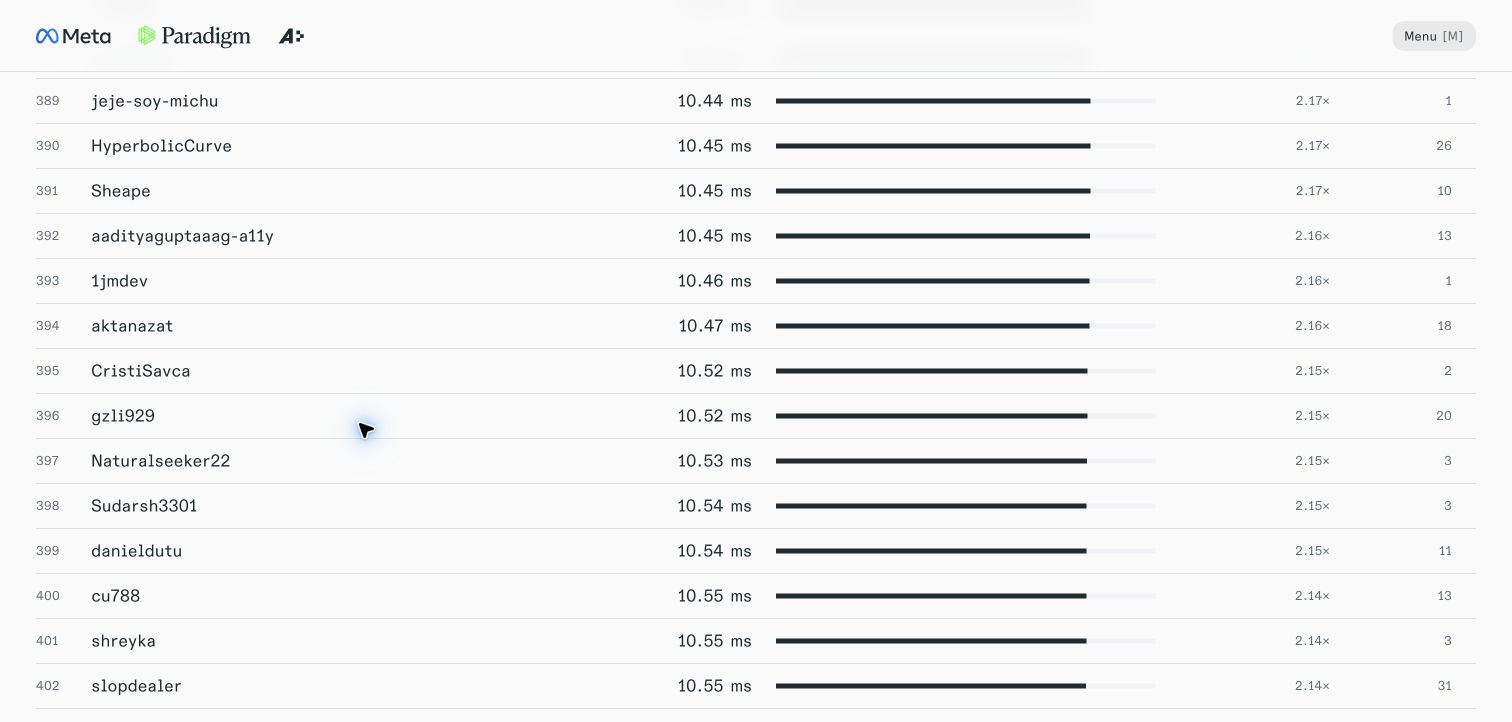 Meta Paradigm A Menu [M]
389 jeje-soy-michu 10.44 ms 2.17× 1
390 HyperbolicCurve 10.45 ms 2.17× 26
391 Sheape 10.45 ms 2.17× 10
392 aadityaguptaaag-a11y 10.45 ms 2.16× 13
393 1jmdev 10.46 ms 2.16× 1
394 aktanazat 10.47 ms 2.16× 18
395 CristiSavca 10.52 ms 2.15× 2
396 gzli929 10.52 ms 2.15× 20
397 Naturalseeker22 10.53 ms 2.15× 3
398 Sudarsh3301 10.54 ms 2.15× 3
399 danieldutu 10.54 ms 2.15× 11
400 cu788 10.55 ms 2.14× 13
401 shreyka 10.55 ms 2.14× 3
402 slopdealer 10.55 ms 2.14× 31